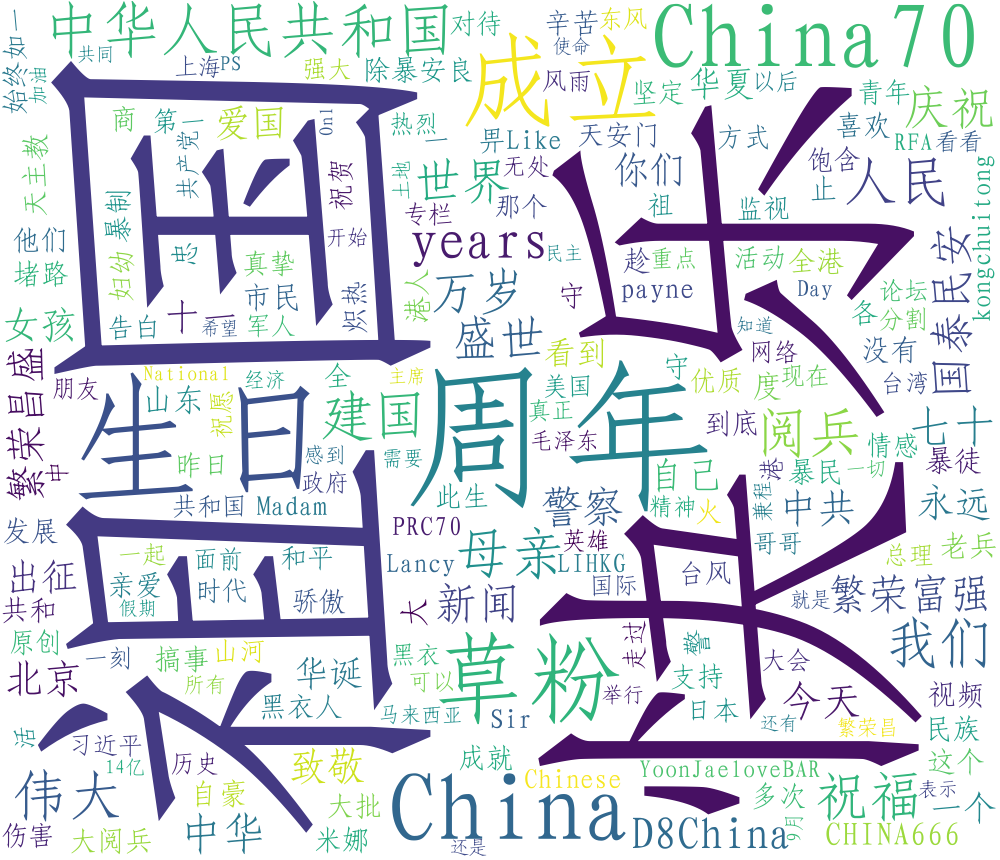 始终如一
加油
共同
中华人民共和国
对待
辛苦
东风
使命
China70
上海PS
强大
除暴安良
成立
风雨
坚定
华夏
以后
青年
庆祝
商
第一
爱国
0nl
热烈
一
畀Like
天安门
方式
喜欢
RFA
看看
天主教
共产党
祝贺
土地
世界
无处
你们
饱含
止
人民
kongchuitong
他们
暴制
忠
国
专栏
那个
祖
监视
快乐
堵路
妇幼
真挚
开始
years
民主
趁
重点
活动
全港
国泰民安
女孩
告白
市民
十一
希望
军人
炽热
港人
万岁
守
payne
Day
各
论坛
分割
繁荣昌盛
朋友
National
经济
全
主席
盛世
看到
知道
网络
没有
台湾
中
生日
山东
祝愿
建国
周年
美国
真正
守
优质
度
现在
昨日
感到
政府
需要
毛泽东
到底
阅兵
情感
七十
共和国
Madam
此生
自己
港
暴民
一切
暴徒
发展
PRC70
警察
精神
火
兼程
中共
永远
一起
面前
和平
Lancy
母亲
英雄
LIHKG
哥哥
总理
老兵
出征
亲爱
时代
骄傲
国际
台风
就是
繁荣富强
共和
假期
祖
大
新闻
走过
原创
一刻
搞事
山河
华诞
黑衣
草粉
警
支持
大会
我们
北京
所有
黑衣人
可以
举行
今天
视频
活
习近平
马来西亚
Sir
日本
还有
繁荣昌
民族
14亿
历史
致敬
成就
Chinese
YoonJaeloveBAR
这个
伟大
自豪
大批
China
多次
祝福
表示
一个
伤害
大阅兵
中华
米娜
还是
D8China
9月
CHINA666